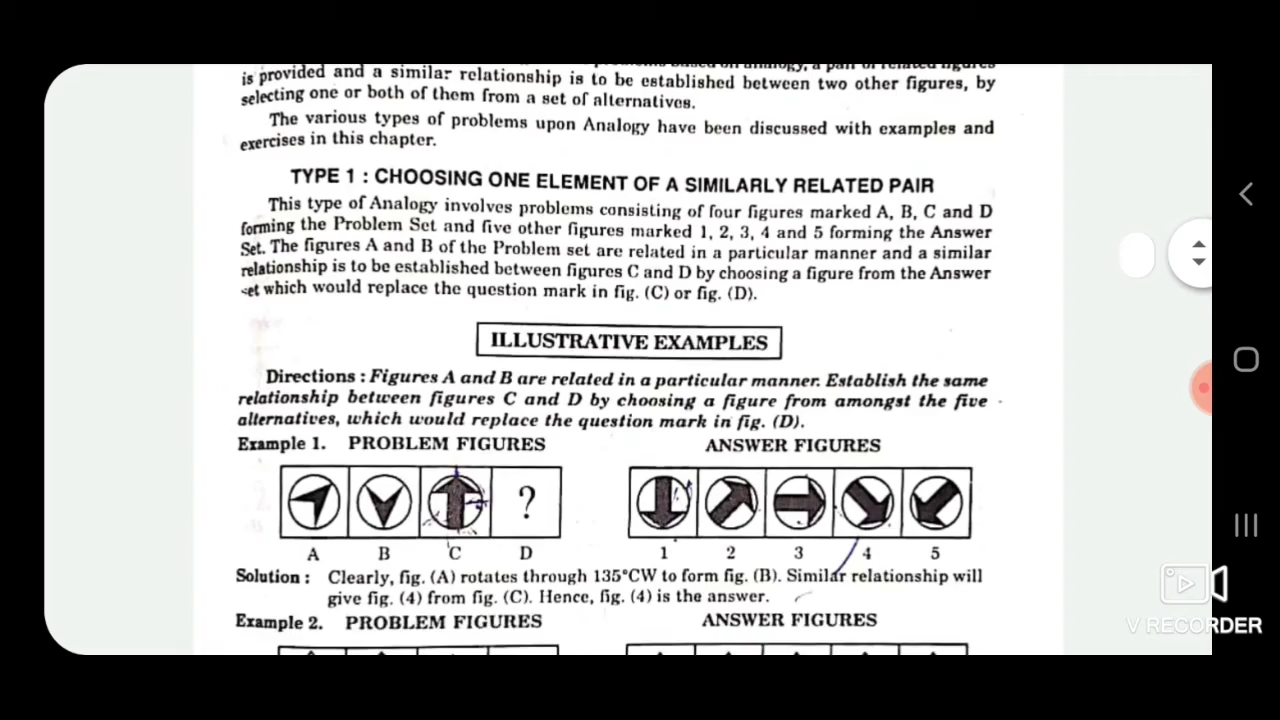 problems based on analogy, a pair of related figures
is provided and a similar relationship is to be established between two other figures, by
selecting one or both of them from a set of alternatives.
The various types of problems upon Analogy have been discussed with examples and
exercises in this chapter.
TYPE 1 : CHOOSING ONE ELEMENT OF A SIMILARLY RELATED PAIR
This type of Analogy involves problems consisting of four figures marked A, B, C and D
forming the Problem Set and five other figures marked 1, 2, 3, 4 and 5 forming the Answer
Set. The figures A and B of the Problem set are related in a particular manner and a similar
relationship is to be established between figures C and D by choosing a figure from the Answer
set which would replace the question mark in fig. (C) or fig. (D).
ILLUSTRATIVE EXAMPLES
Directions : Figures A and B are related in a particular manner. Establish the same
relationship between figures C and D by choosing a figure from amongst the five
alternatives, which would replace the question mark in fig. (D).
Example 1. PROBLEM FIGURES ANSWER FIGURES
?
A B C D 1 2 3 4 5
Solution : Clearly, fig. (A) rotates through 135°CW to form fig. (B). Similar relationship will
give fig. (4) from fig. (C). Hence, fig. (4) is the answer.
Example 2. PROBLEM FIGURES ANSWER FIGURES
V RECORDER